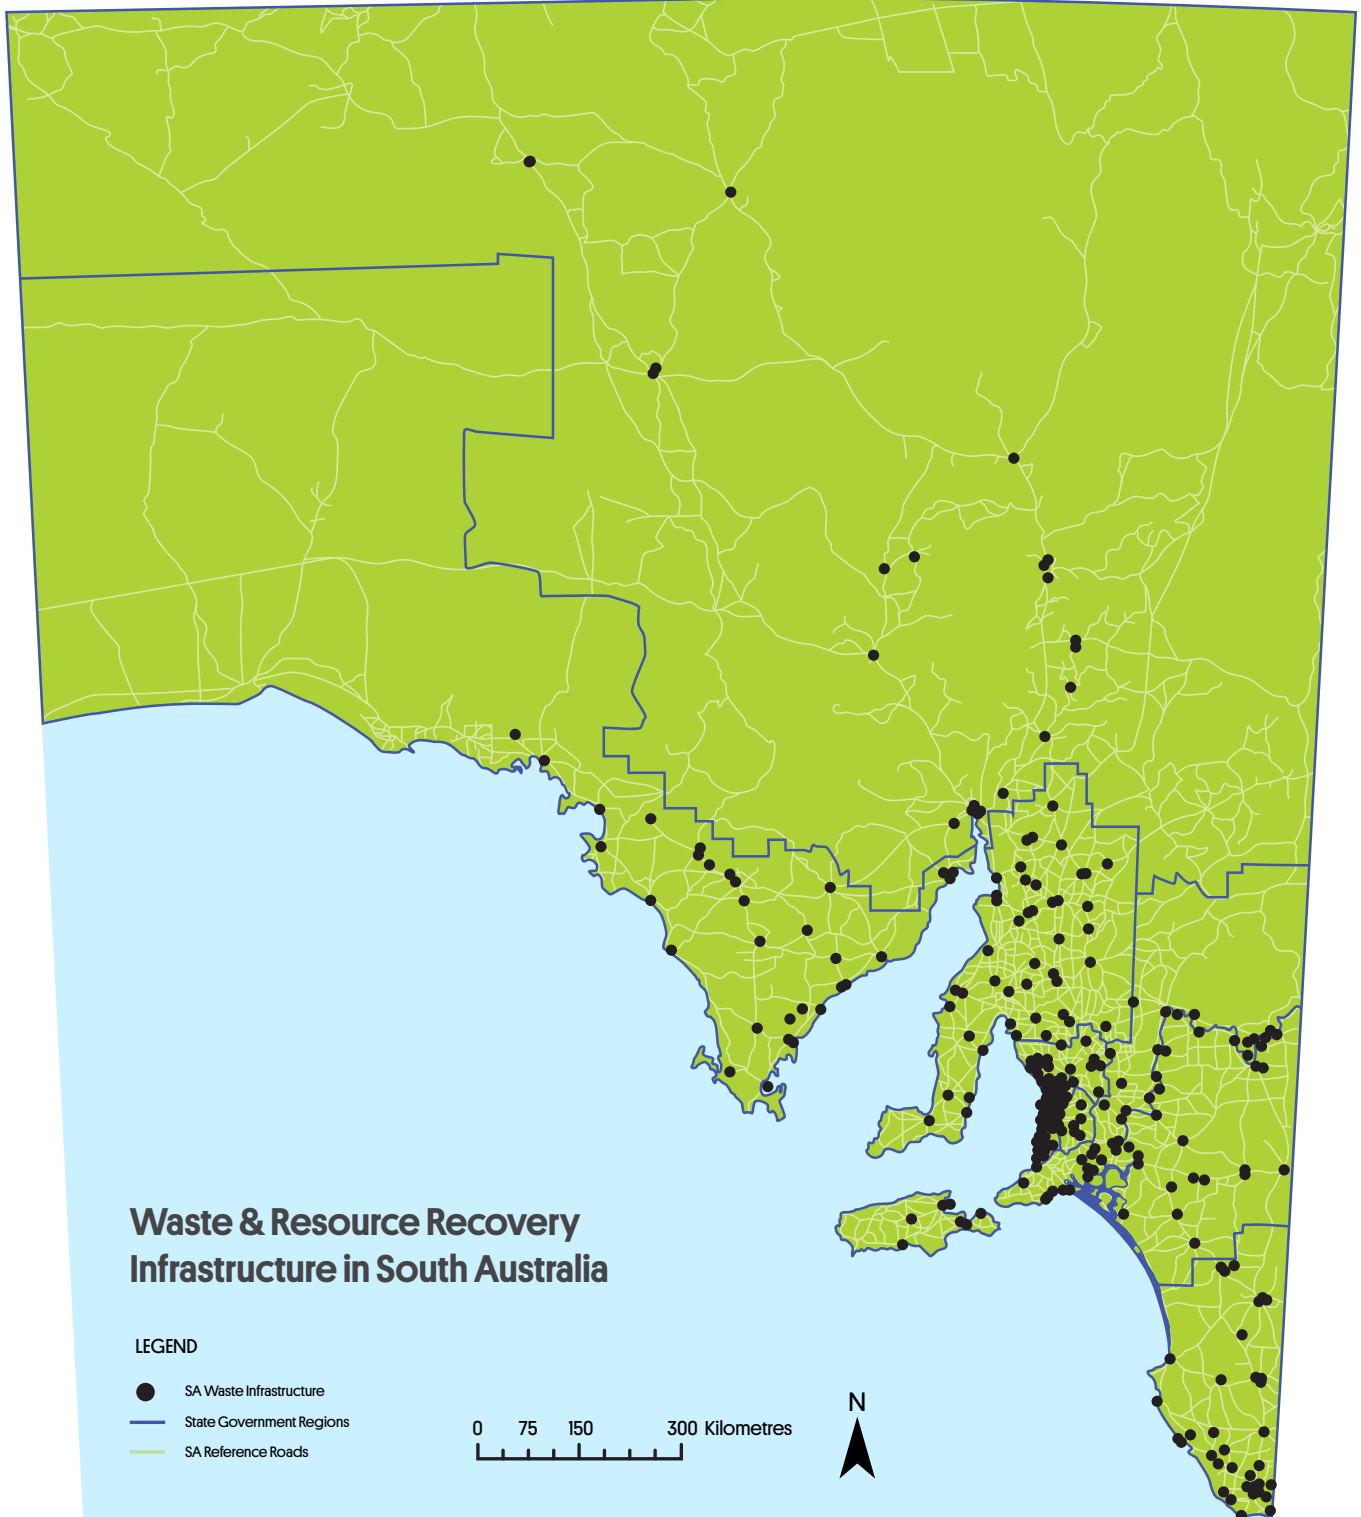 Waste & Resource Recovery
Infrastructure in South Australia
LEGEND
SA Waste Infrastructure
State Government Regions
SA Reference Roads
0 75 150 300 Kilometres
N